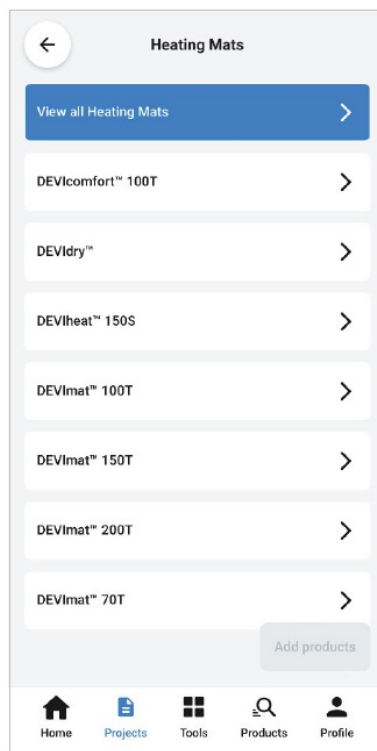 Heating Mats
View all Heating Mats
DEVIcomfort™ 100T
DEVIdry™
DEVIheat™ 150S
DEVImat™ 100T
DEVImat™ 150T
DEVImat™ 200T
DEVImat™ 70T
Add products
Home Projects Tools Products Profile